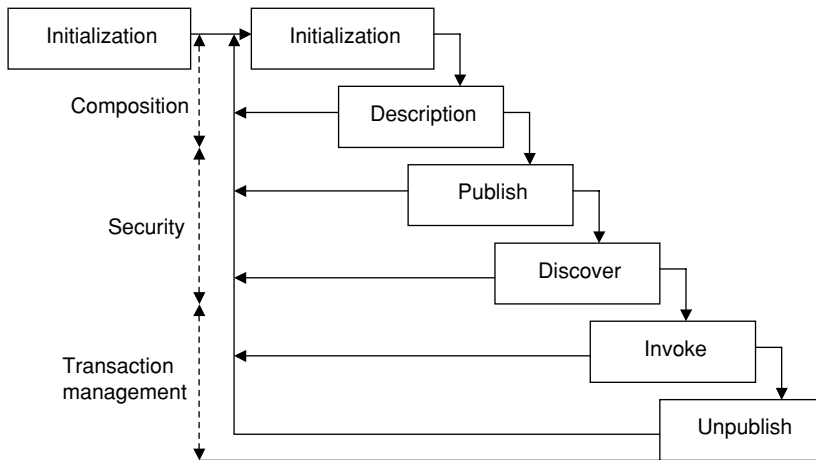 Initialization
Initialization
Composition
Description
Publish
Security
Discover
Invoke
Transaction
management
Unpublish